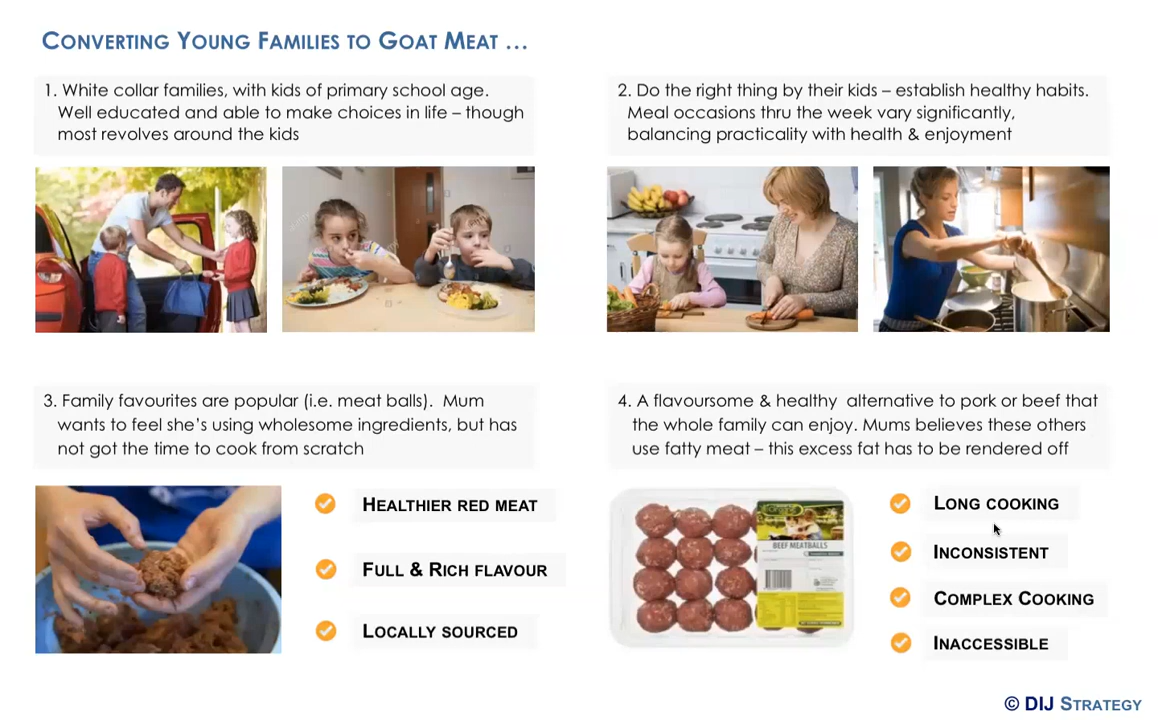 Converting Young Families to Goat Meat …
1. White collar families, with kids of primary school age.
Well educated and able to make choices in life – though
most revolves around the kids
2. Do the right thing by their kids – establish healthy habits.
Meal occasions thru the week vary significantly,
balancing practicality with health & enjoyment
3. Family favourites are popular (i.e. meat balls). Mum
wants to feel she's using wholesome ingredients, but has
not got the time to cook from scratch
4. A flavoursome & healthy alternative to pork or beef that
the whole family can enjoy. Mums believes these others
use fatty meat – this excess fat has to be rendered off
Healthier red meat
Full & Rich flavour
Locally sourced
BEEF MEATBALLS
Long cooking
Inconsistent
Complex Cooking
Inaccessible
© DIJ Strategy